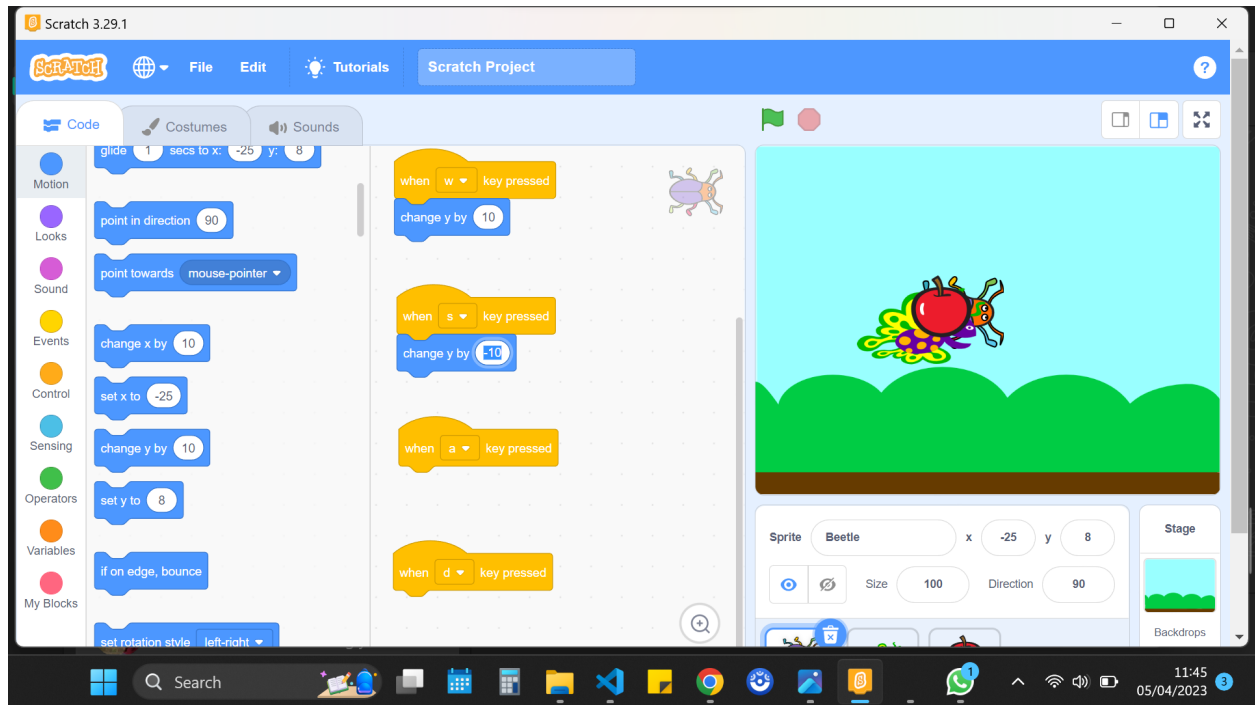 Scratch 3.29.1
SCRATCH File Edit Tutorials Scratch Project ?
Code Costumes Sounds
Motion
Looks
Sound
Events
Control
Sensing
Operators
Variables
My Blocks
glide 1 secs to x: -25 y: 8
point in direction 90
point towards mouse-pointer
change x by 10
set x to -25
change y by 10
set y to 8
if on edge, bounce
set rotation style left-right
when w key pressed
change y by 10
when s key pressed
change y by -10
when a key pressed
when d key pressed
Sprite Beetle x -25 y 8
Size 100 Direction 90
Stage
Backdrops
Search
1
11:45
05/04/2023
3